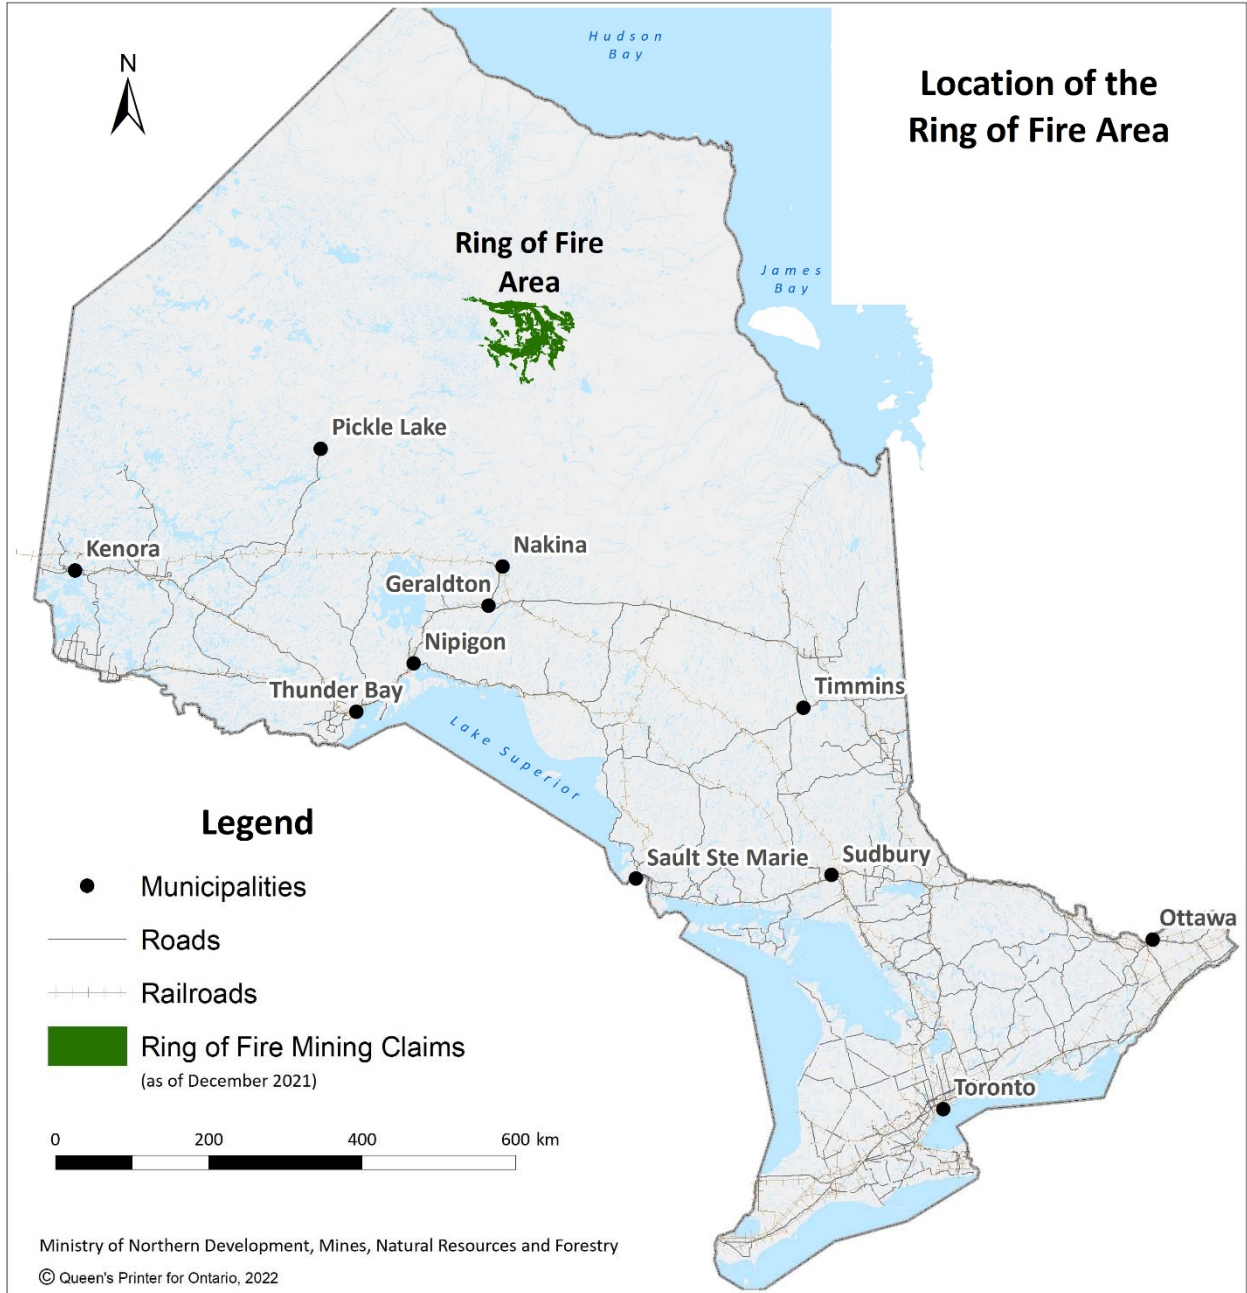 N
Hudson
Bay
Location of the
Ring of Fire Area
Ring of Fire
Area
James
Bay
Pickle Lake
Kenora
Nakina
Geraldton
Nipigon
Thunder Bay
Timmins
Lake Superior
Sault Ste Marie
Sudbury
Ottawa
Toronto
Legend
Municipalities
Roads
Railroads
Ring of Fire Mining Claims
(as of December 2021)
0 200 400 600 km
Ministry of Northern Development, Mines, Natural Resources and Forestry
© Queen's Printer for Ontario, 2022